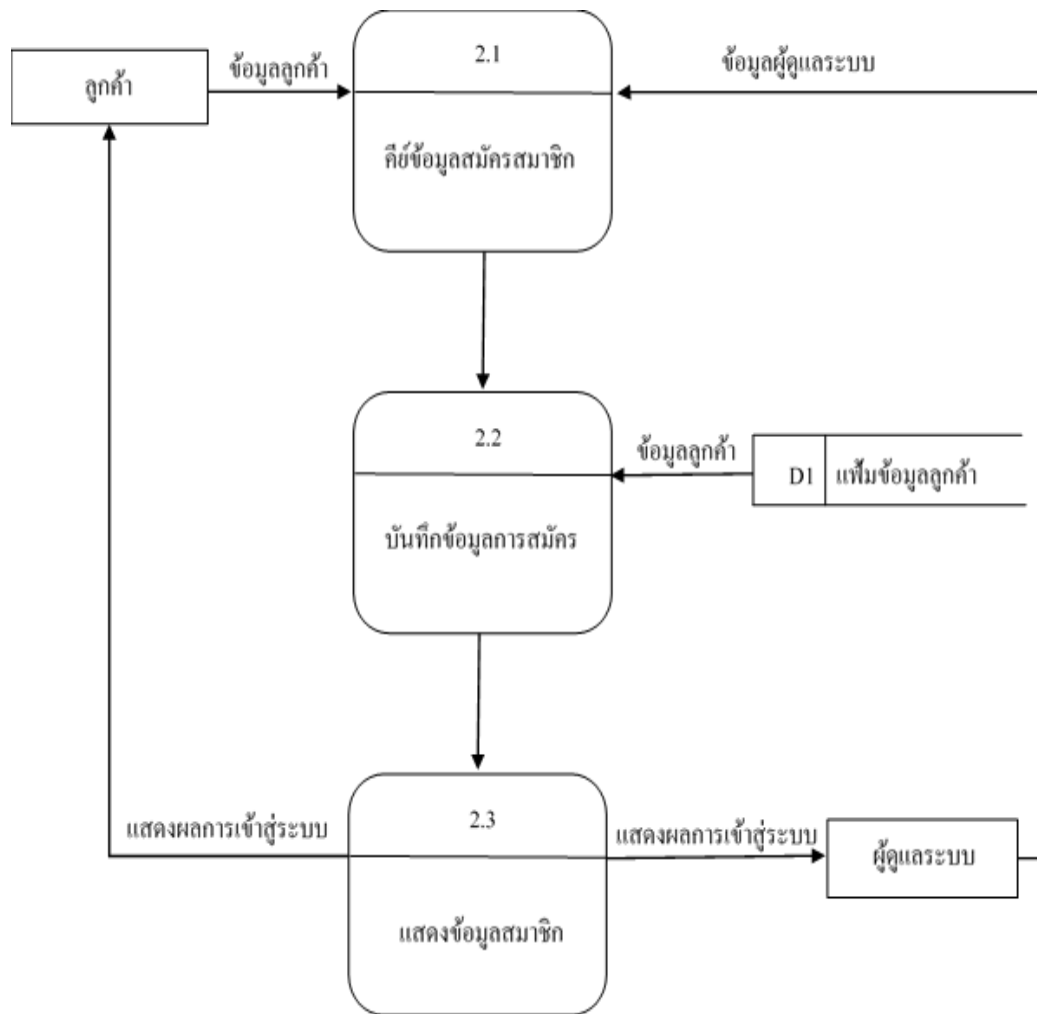 2.1
ลูกค้า
ข้อมูลลูกค้า
ข้อมูลผู้ดูแลระบบ
คีย์ข้อมูลสมัครสมาชิก
2.2
ข้อมูลลูกค้า
D1 แฟ้มข้อมูลลูกค้า
บันทึกข้อมูลการสมัคร
2.3
แสดงผลการเข้าสู่ระบบ
แสดงผลการเข้าสู่ระบบ
ผู้ดูแลระบบ
แสดงข้อมูลสมาชิก